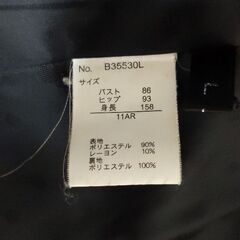 No. B35530L
サイズ
バスト 86
ヒップ 93
身長 158
11AR
表地
ポリエステル 90%
レーヨン 10%
裏地
ポリエステル 100%